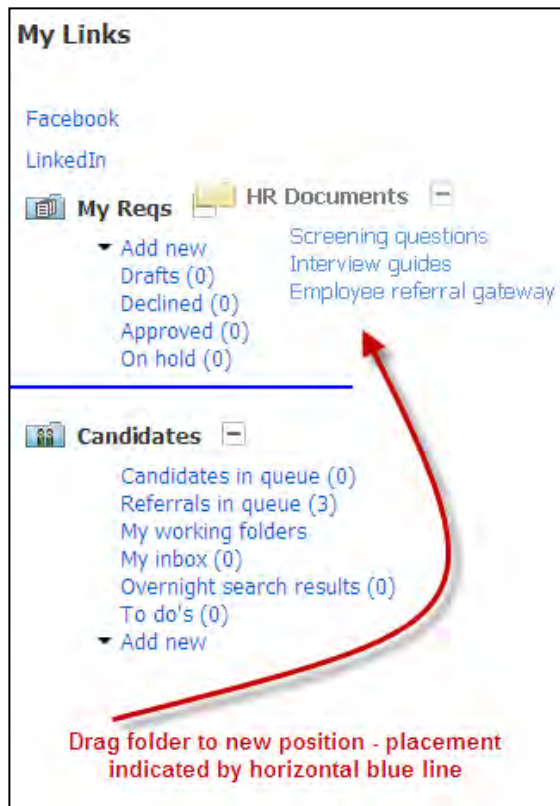 My Links
Facebook
LinkedIn
My Reqs
HR Documents
Add new
Drafts (0)
Declined (0)
Approved (0)
On hold (0)
Screening questions
Interview guides
Employee referral gateway
Candidates
Candidates in queue (0)
Referrals in queue (3)
My working folders
My inbox (0)
Overnight search results (0)
To do's (0)
Add new
Drag folder to new position - placement
indicated by horizontal blue line